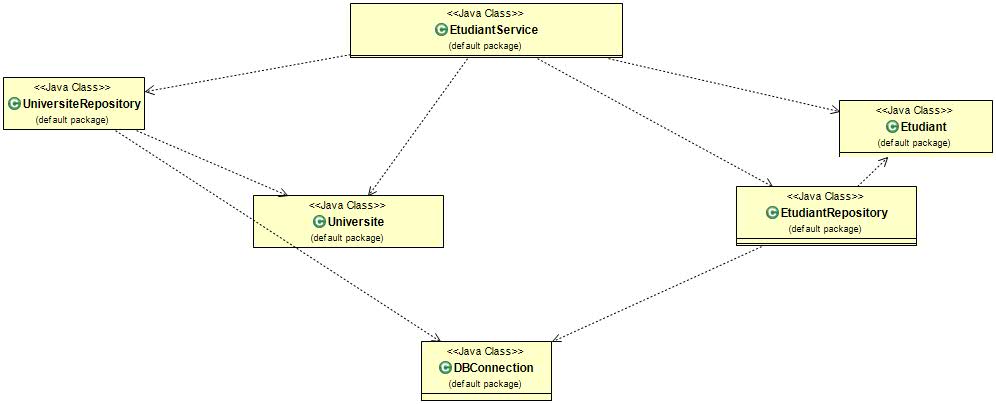 <<Java Class>>
EtudiantService
(default package)
<<Java Class>>
UniversiteRepository
(default package)
<<Java Class>>
Etudiant
(default package)
<<Java Class>>
Universite
(default package)
<<Java Class>>
EtudiantRepository
(default package)
<<Java Class>>
DBConnection
(default package)